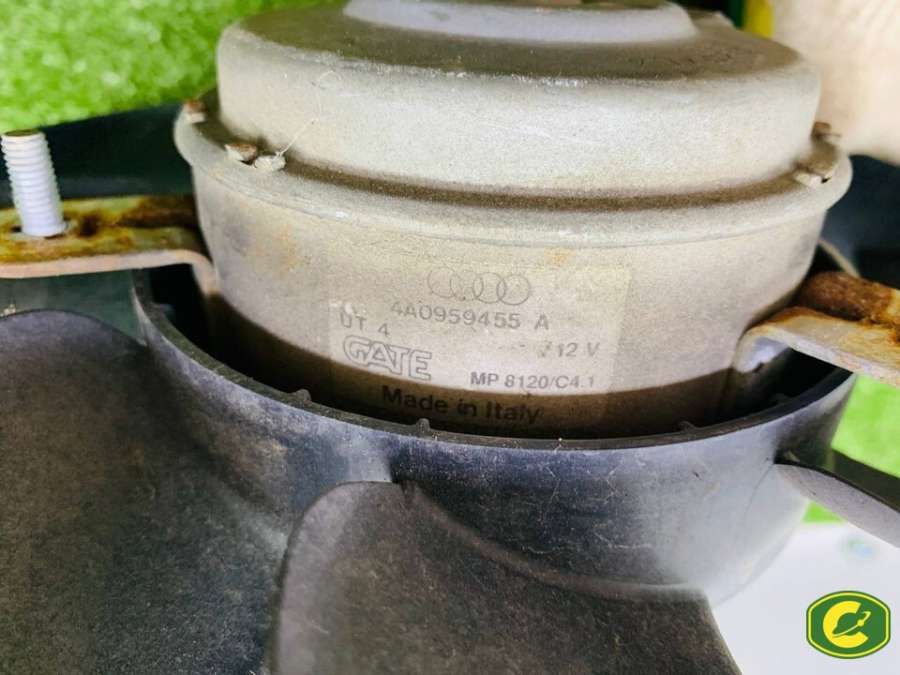 4A0959455 A
UT 4
12 V
GATE
MP 8120/C4.1
Made in Italy
C